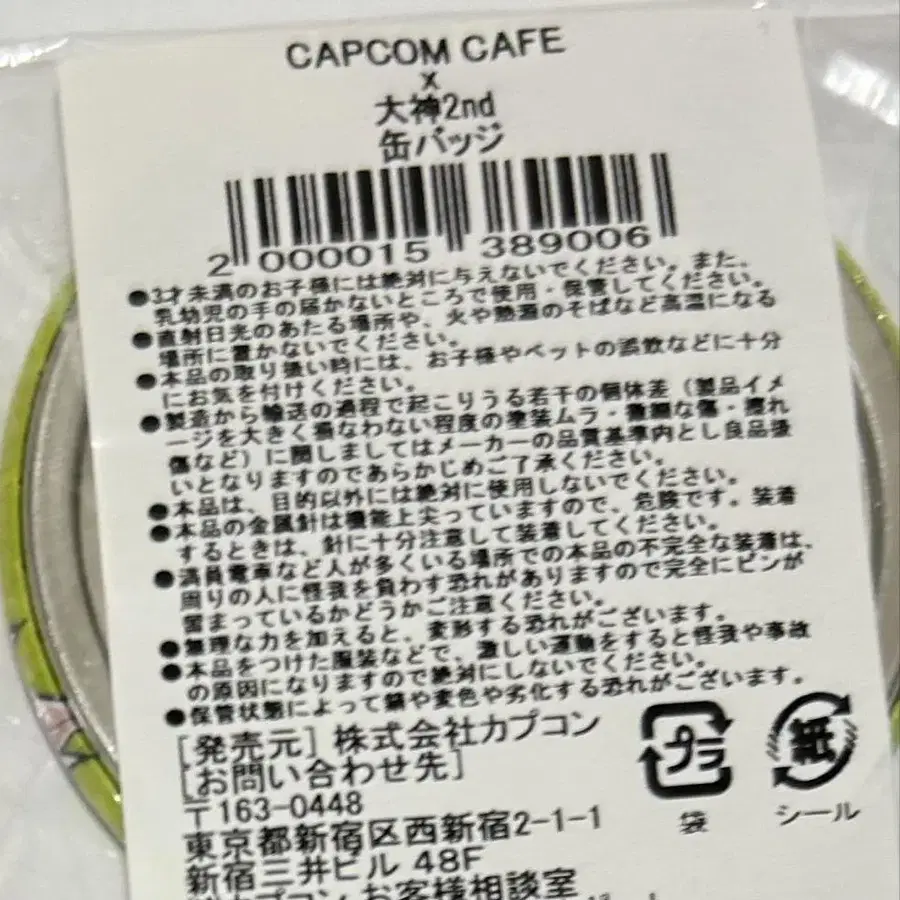 CAPCOM CAFE
x
大神2nd
缶バッジ
2 000015 389006
●3才未満のお子様には絶対に与えないでください。また、
乳幼児の手の届かないところで使用・保管してください。
●直射日光のあたる場所や、火や熱源のそばなど高温になる
場所に置かないでください。
●本品の取り扱い時には、お子様やペットの誤飲などに十分
にお気を付けください。
●製造から輸送の過程で起こりうる若干の個体差（製品イメ
ージを大きく損なわない程度の塗装ムラ・微細な傷・擦れ
傷など）に関しましてはメーカーの品質基準内とし良品扱
いとなりますのであらかじめご了承ください。
●本品は、目的以外には絶対に使用しないでください。
●本品の金属針は機能上尖っていますので、危険です。装着
するときは、針に十分注意して装着してください。
●満員電車など人が多くいる場所での本品の不完全な装着は、
周りの人に怪我を負わす恐れがありますので完全にピンが
留まっているかどうかご注意ください。
●無理な力を加えると、変形する恐れがございます。
●本品をつけた服装などで、激しい運動をすると怪我や事故
の原因になりますので絶対にしないでください。
●保管状態によって錆や変色や劣化する恐れがございます。
[発売元] 株式会社カプコン
[お問い合わせ先]
〒163-0448
東京都新宿区西新宿2-1-1
新宿三井ビル 48F
カプコン お客様相談室
プラ
袋
紙
シール